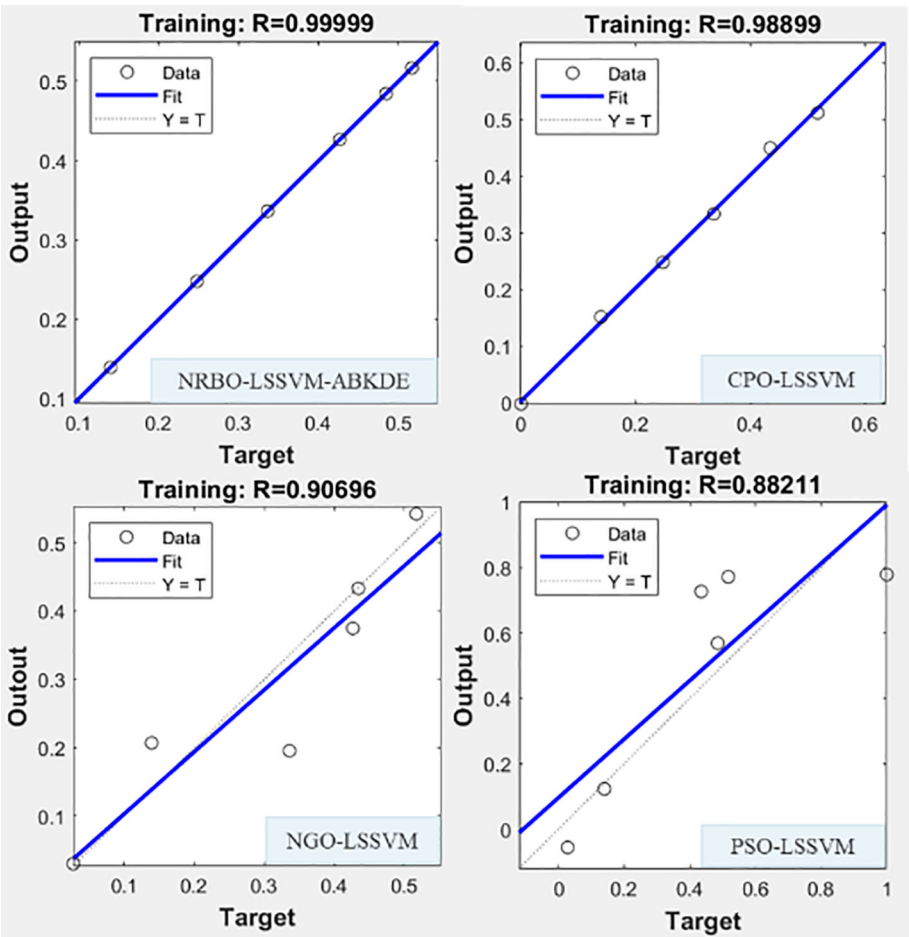 Training: R=0.99999
Data
Fit
Y = T
0.5
0.4
0.3
0.2
0.1
Output
NRBO-LSSVM-ABKDE
0.1 0.2 0.3 0.4 0.5
Target
Training: R=0.98899
Data
Fit
Y = T
0.6
0.5
0.4
0.3
0.2
0.1
0
Output
CPO-LSSVM
0 0.2 0.4 0.6
Target
Training: R=0.90696
Data
Fit
Y = T
0.5
0.4
0.3
0.2
0.1
Outout
NGO-LSSVM
0.1 0.2 0.3 0.4 0.5
Target
Training: R=0.88211
Data
Fit
Y = T
1
0.8
0.6
0.4
0.2
0
Output
PSO-LSSVM
0 0.2 0.4 0.6 0.8 1
Target